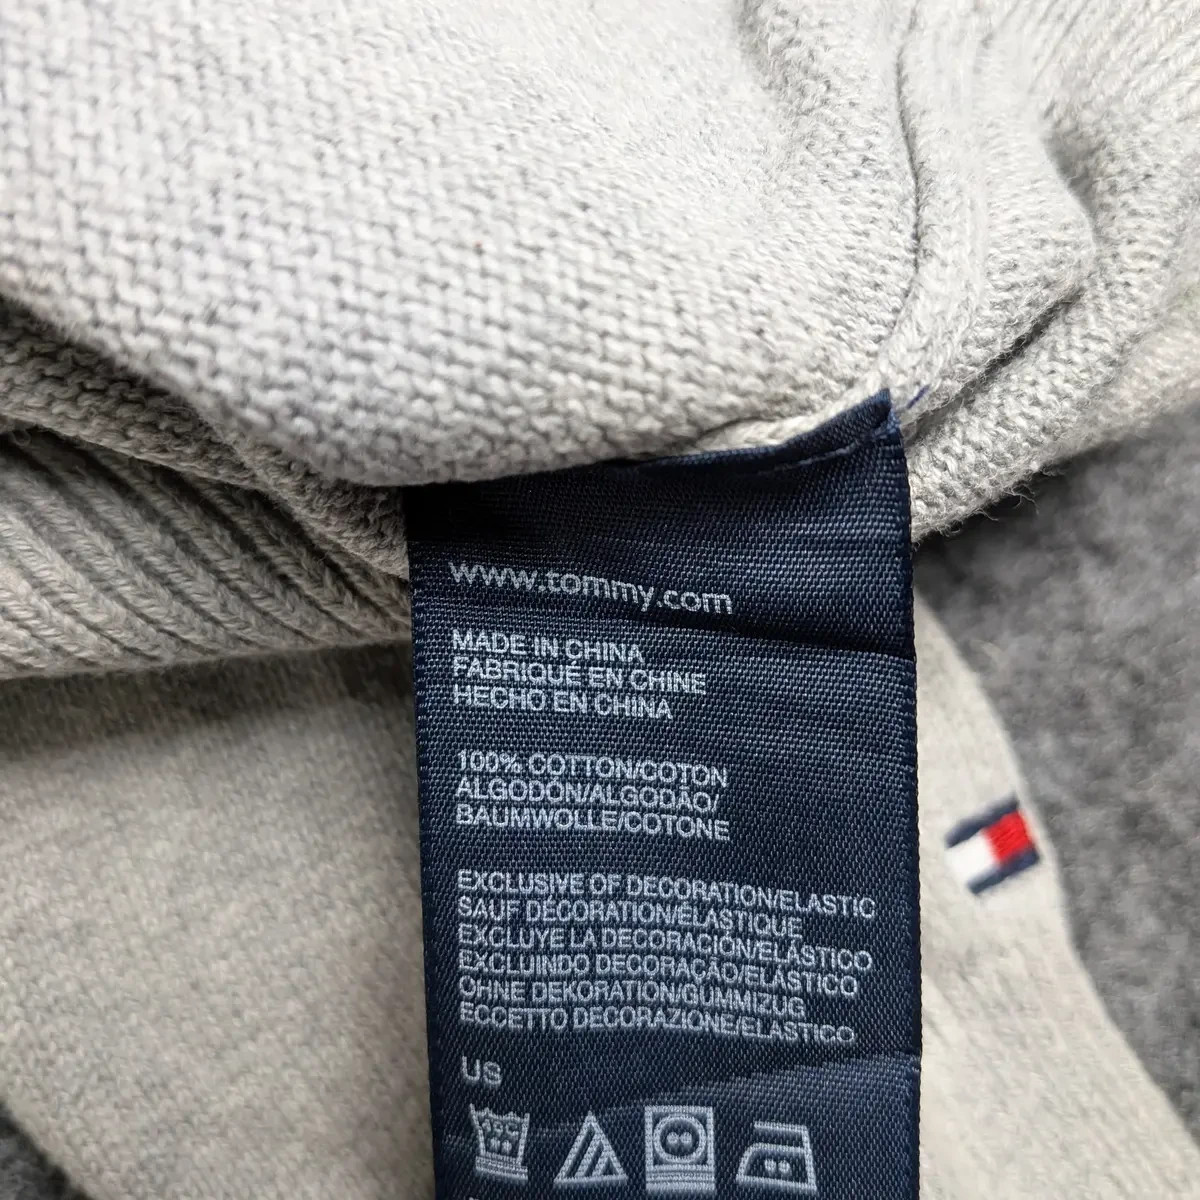 www.tommy.com
MADE IN CHINA
FABRIQUÉ EN CHINE
HECHO EN CHINA
100% COTTON/COTON
ALGODÓN/ALGODÃO/
BAUMWOLLE/COTONE
EXCLUSIVE OF DECORATION/ELASTIC
SAUF DÉCORATION/ÉLASTIQUE
EXCLUYE LA DECORACIÓN/ELÁSTICO
EXCLUINDO DECORAÇÃO/ELÁSTICO
OHNE DEKORATION/GUMMIZUG
ECCETTO DECORAZIONE/ELASTICO
US